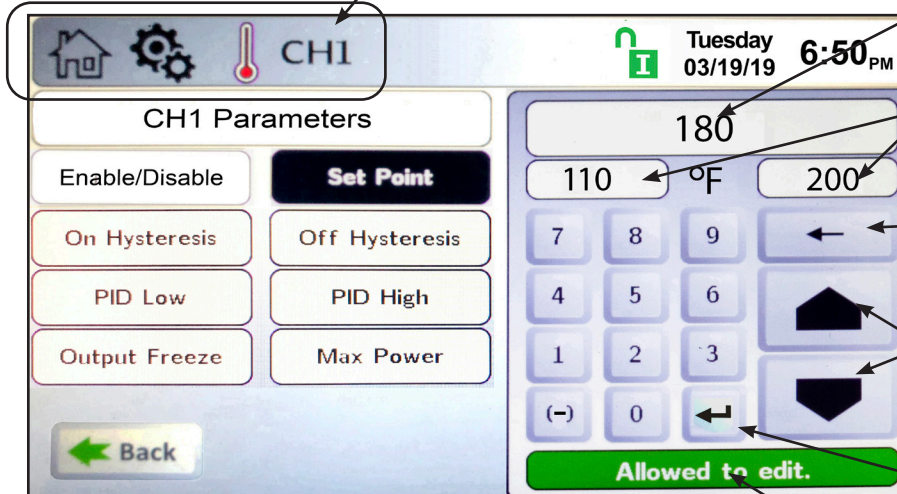 CH1
Tuesday
03/19/19
6:50 PM
CH1 Parameters
Enable/Disable
Set Point
On Hysteresis
Off Hysteresis
PID Low
PID High
Output Freeze
Max Power
Back
180
110 °F 200
7 8 9
4 5 6
1 2 3
(-) 0
Allowed to edit.
I